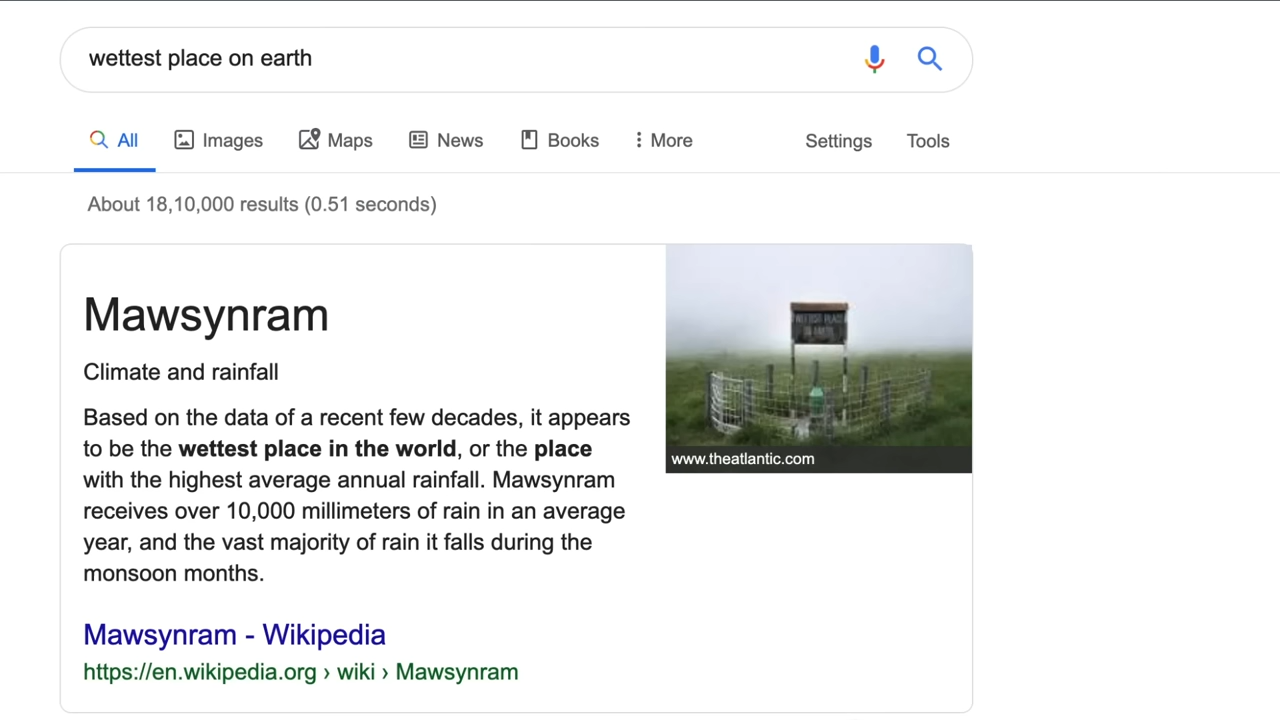 wettest place on earth
All Images Maps News Books More Settings Tools
About 18,10,000 results (0.51 seconds)
Mawsynram
Climate and rainfall
Based on the data of a recent few decades, it appears
to be the wettest place in the world, or the place
with the highest average annual rainfall. Mawsynram
receives over 10,000 millimeters of rain in an average
year, and the vast majority of rain it falls during the
monsoon months.
WETTEST PLACE
www.theatlantic.com
Mawsynram - Wikipedia
https://en.wikipedia.org › wiki › Mawsynram